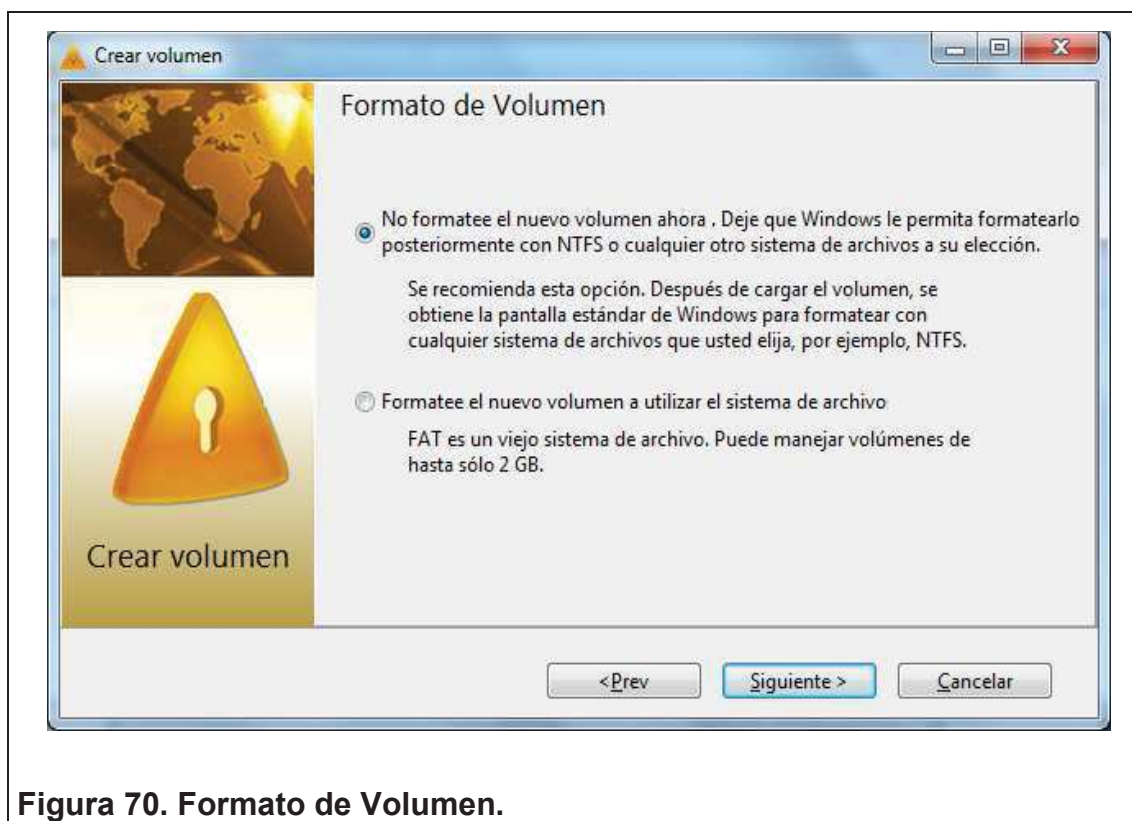 Crear volumen
Formato de Volumen
No formatee el nuevo volumen ahora . Deje que Windows le permita formatearlo
posteriormente con NTFS o cualquier otro sistema de archivos a su elección.
Se recomienda esta opción. Después de cargar el volumen, se
obtiene la pantalla estándar de Windows para formatear con
cualquier sistema de archivos que usted elija, por ejemplo, NTFS.
Formatee el nuevo volumen a utilizar el sistema de archivo
FAT es un viejo sistema de archivo. Puede manejar volúmenes de
hasta sólo 2 GB.
Crear volumen
<Prev Siguiente > Cancelar
Figura 70. Formato de Volumen.